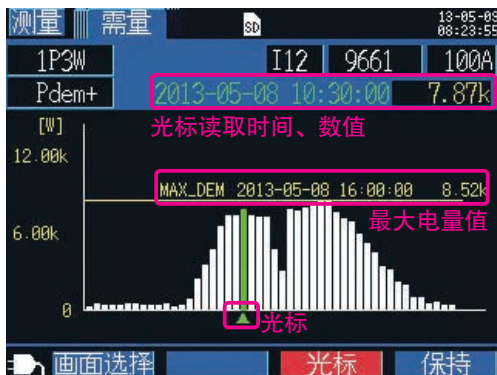 测量 需量 SD 13-05-09
08:23:55
1P3W I12 9661 100A
Pdem+ 2013-05-08 10:30:00 7.87k
[W] 光标读取时间、数值
12.00k
MAX_DEM 2013-05-08 16:00:00 8.52k
最大电量值
6.00k
0
光标
画面选择 光标 保持